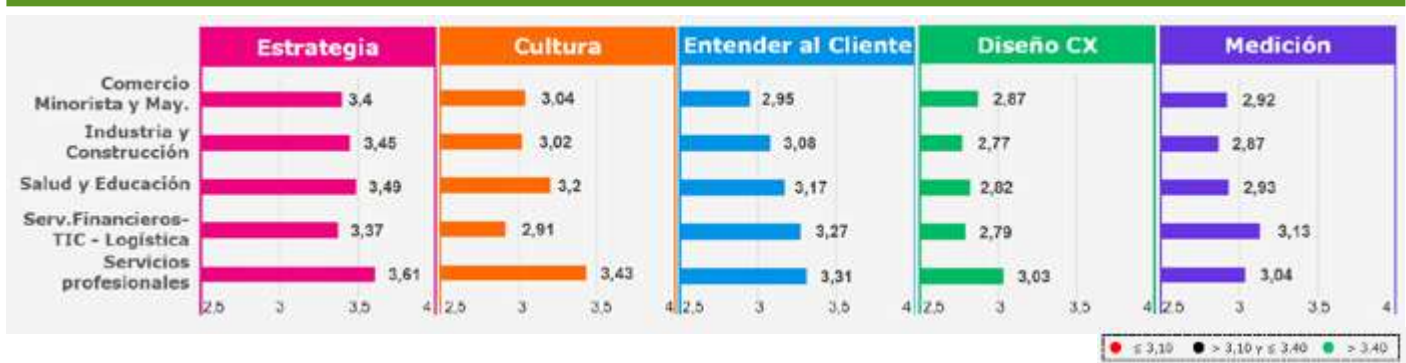 Estrategia Cultura Entender al Cliente Diseño CX Medición
Comercio
Minorista y May. 3,4 3,04 2,95 2,87 2,92
Industria y
Construcción 3,45 3,02 3,08 2,77 2,87
Salud y Educación 3,49 3,2 3,17 2,82 2,93
Serv.Financieros-
TIC - Logística 3,37 2,91 3,27 2,79 3,13
Servicios
profesionales 3,61 3,43 3,31 3,03 3,04
2,5 3 3,5 4 2,5 3 3,5 4 2,5 3 3,5 4 2,5 3 3,5 4 2,5 3 3,5 4
≤ 3,10 > 3,10 y ≤ 3.40 > 3.40